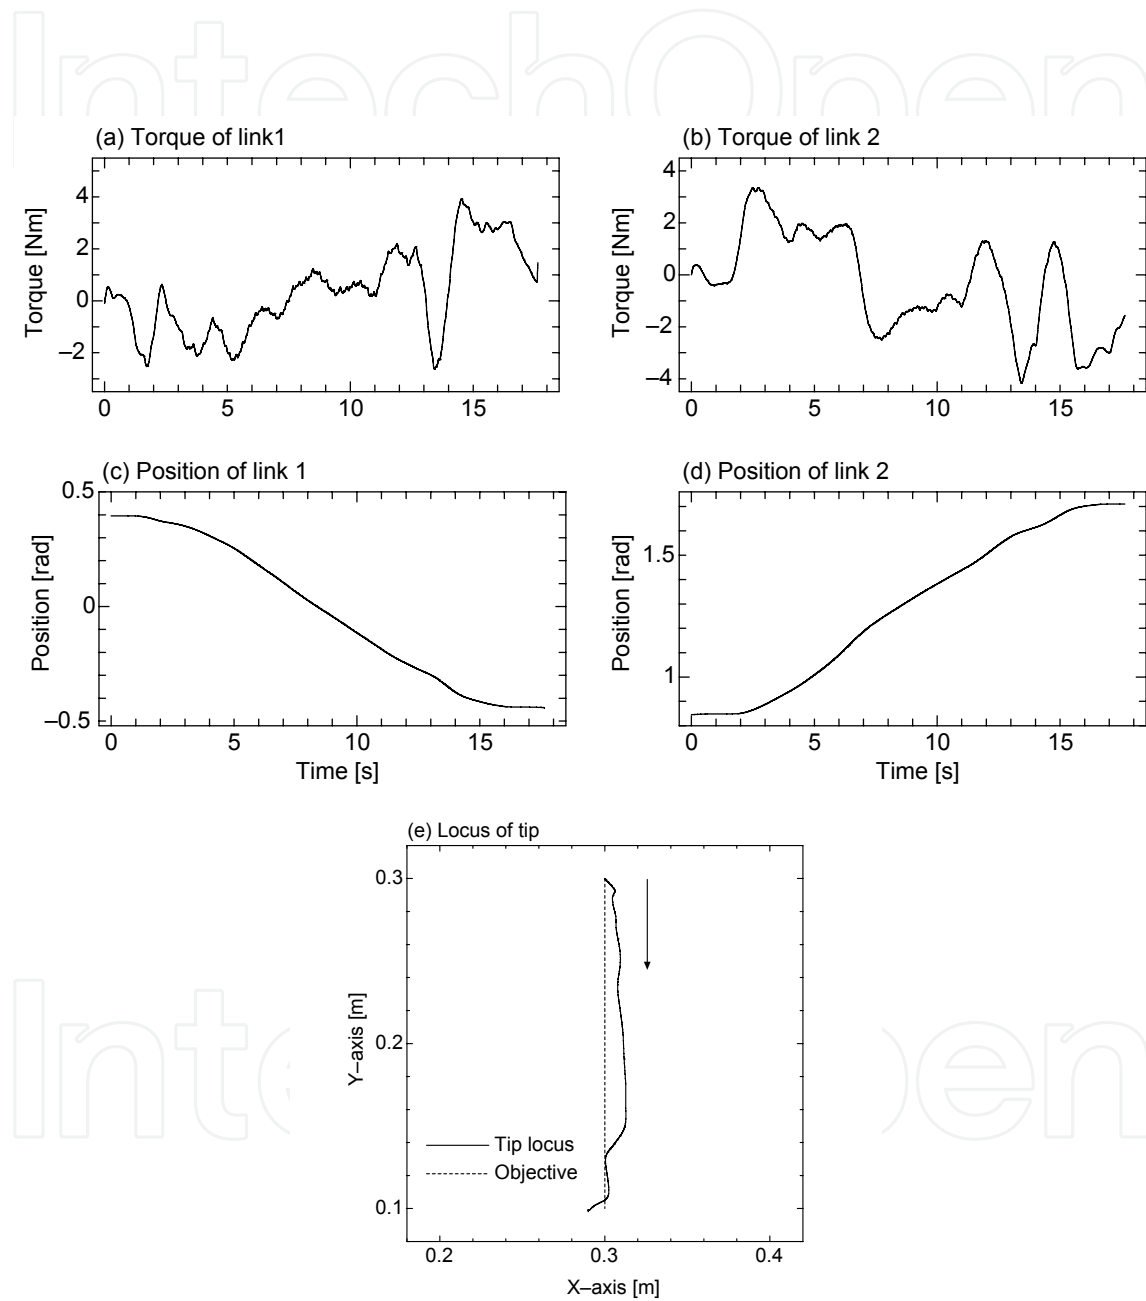 IntechOpen
(a) Torque of link1
(b) Torque of link 2
4
2
0
–2
Torque [Nm]
0 5 10 15
4
2
0
–2
–4
Torque [Nm]
0 5 10 15
(c) Position of link 1
(d) Position of link 2
0.5
0
–0.5
Position [rad]
0 5 10 15
Time [s]
1.5
1
Position [rad]
0 5 10 15
Time [s]
(e) Locus of tip
0.3
0.2
0.1
Y–axis [m]
Tip locus
Objective
0.2 0.3 0.4
X–axis [m]
IntechOpen